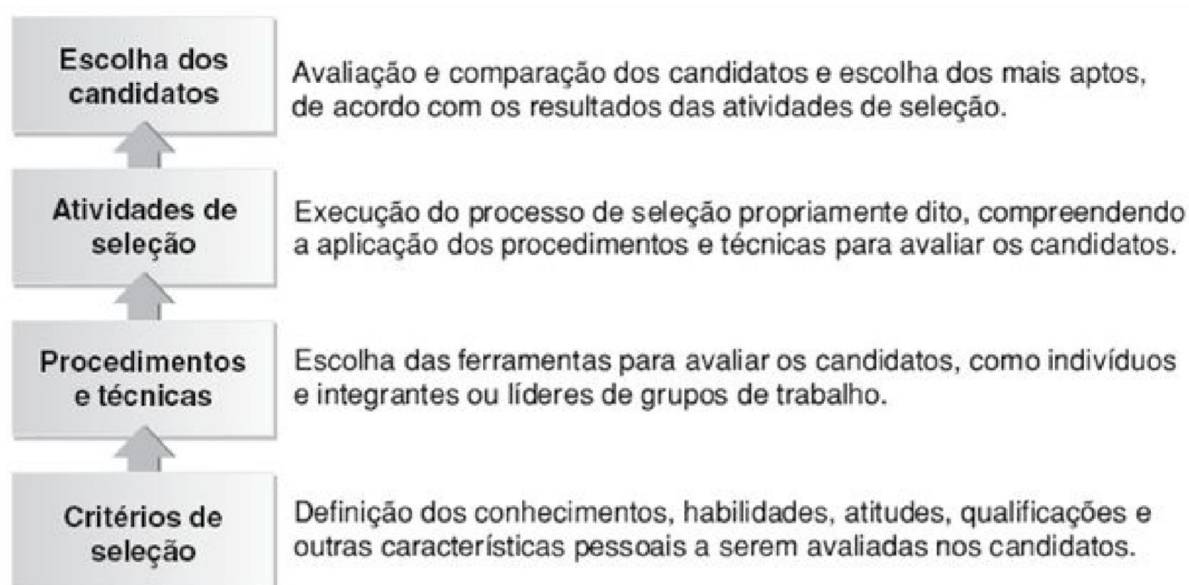 Escolha dos
candidatos
Avaliação e comparação dos candidatos e escolha dos mais aptos,
de acordo com os resultados das atividades de seleção.
Atividades de
seleção
Execução do processo de seleção propriamente dito, compreendendo
a aplicação dos procedimentos e técnicas para avaliar os candidatos.
Procedimentos
e técnicas
Escolha das ferramentas para avaliar os candidatos, como indivíduos
e integrantes ou líderes de grupos de trabalho.
Critérios de
seleção
Definição dos conhecimentos, habilidades, atitudes, qualificações e
outras características pessoais a serem avaliadas nos candidatos.